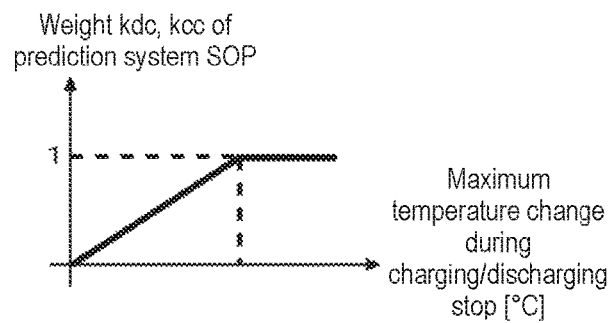 Weight kdc, kcc of
prediction system SOP
1
Maximum
temperature change
during
charging/discharging
stop [°C]